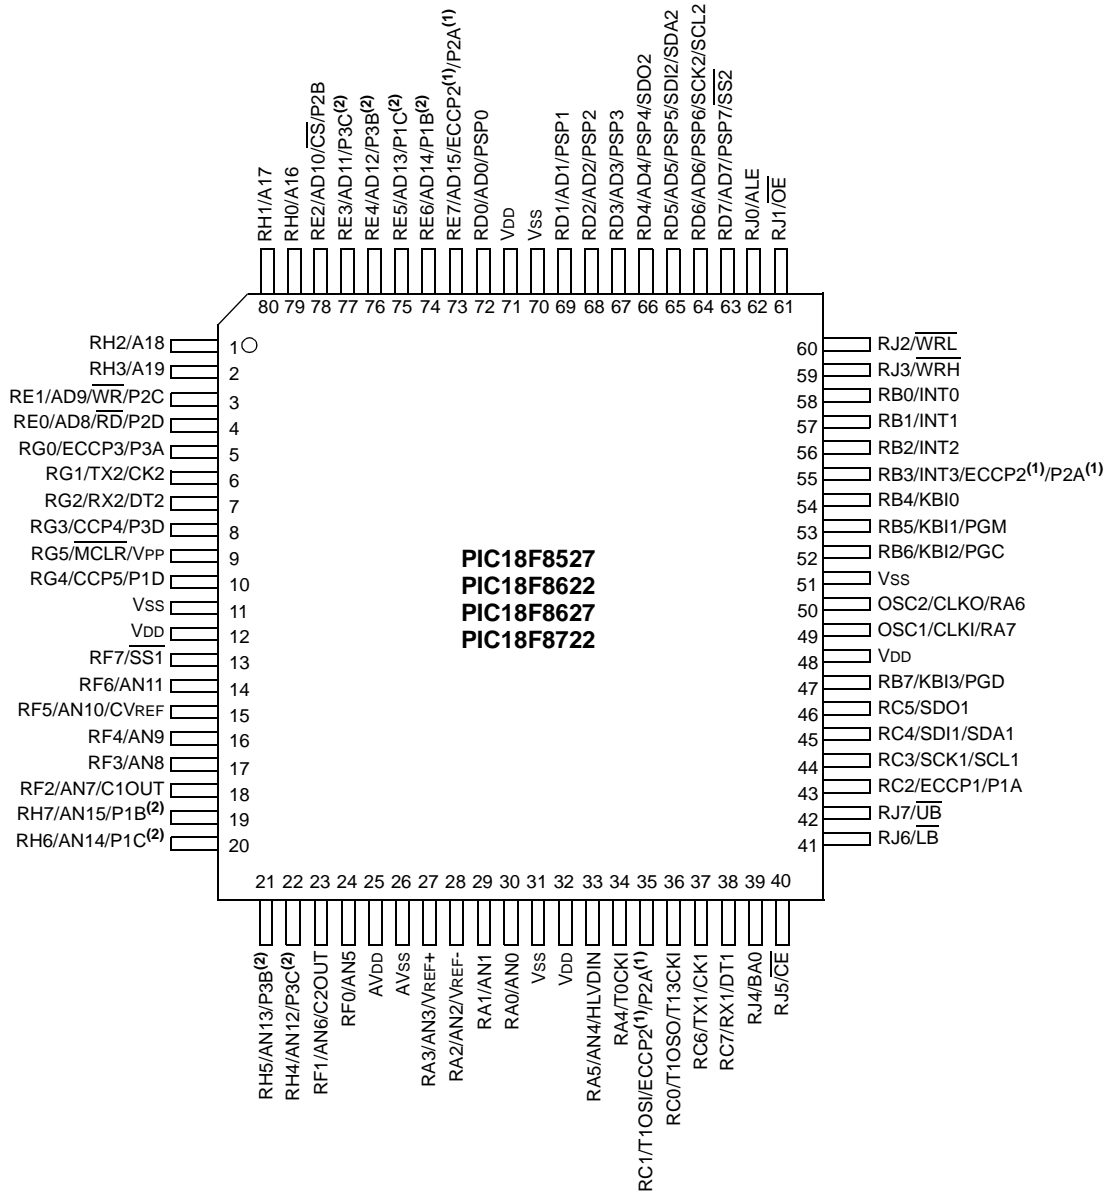 RH1/A17
RH0/A16
RE2/AD10/C̅S̅/P2B
RE3/AD11/P3C(2)
RE4/AD12/P3B(2)
RE5/AD13/P1C(2)
RE6/AD14/P1B(2)
RE7/AD15/ECCP2(1)/P2A(1)
RD0/AD0/PSP0
VDD
VSS
RD1/AD1/PSP1
RD2/AD2/PSP2
RD3/AD3/PSP3
RD4/AD4/PSP4/SDO2
RD5/AD5/PSP5/SDI2/SDA2
RD6/AD6/PSP6/SCK2/SCL2
RD7/AD7/PSP7/S̅S̅2̅
RJ0/ALE
RJ1/O̅E̅
80 79 78 77 76 75 74 73 72 71 70 69 68 67 66 65 64 63 62 61
RH2/A18 1
RH3/A19 2
RE1/AD9/W̅R̅/P2C 3
RE0/AD8/R̅D̅/P2D 4
RG0/ECCP3/P3A 5
RG1/TX2/CK2 6
RG2/RX2/DT2 7
RG3/CCP4/P3D 8
RG5/M̅C̅L̅R̅/VPP 9
RG4/CCP5/P1D 10
VSS 11
VDD 12
RF7/S̅S̅1̅ 13
RF6/AN11 14
RF5/AN10/CVREF 15
RF4/AN9 16
RF3/AN8 17
RF2/AN7/C1OUT 18
RH7/AN15/P1B(2) 19
RH6/AN14/P1C(2) 20
PIC18F8527
PIC18F8622
PIC18F8627
PIC18F8722
60 RJ2/W̅R̅L̅
59 RJ3/W̅R̅H̅
58 RB0/INT0
57 RB1/INT1
56 RB2/INT2
55 RB3/INT3/ECCP2(1)/P2A(1)
54 RB4/KBI0
53 RB5/KBI1/PGM
52 RB6/KBI2/PGC
51 VSS
50 OSC2/CLKO/RA6
49 OSC1/CLKI/RA7
48 VDD
47 RB7/KBI3/PGD
46 RC5/SDO1
45 RC4/SDI1/SDA1
44 RC3/SCK1/SCL1
43 RC2/ECCP1/P1A
42 RJ7/U̅B̅
41 RJ6/L̅B̅
21 22 23 24 25 26 27 28 29 30 31 32 33 34 35 36 37 38 39 40
RH5/AN13/P3B(2)
RH4/AN12/P3C(2)
RF1/AN6/C2OUT
RF0/AN5
AVDD
AVSS
RA3/AN3/VREF+
RA2/AN2/VREF-
RA1/AN1
RA0/AN0
VSS
VDD
RA5/AN4/HLVDIN
RA4/T0CKI
RC1/T1OSI/ECCP2(1)/P2A(1)
RC0/T1OSO/T13CKI
RC6/TX1/CK1
RC7/RX1/DT1
RJ4/BA0
RJ5/C̅E̅